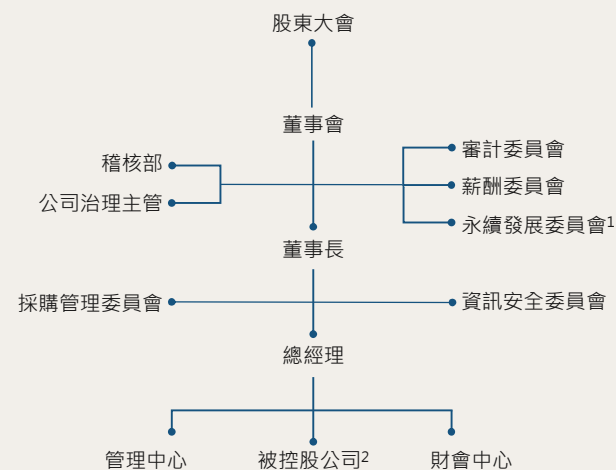 股東大會
董事會
稽核部
審計委員會
薪酬委員會
公司治理主管
永續發展委員會1
董事長
採購管理委員會
資訊安全委員會
總經理
管理中心
被控股公司2
財會中心